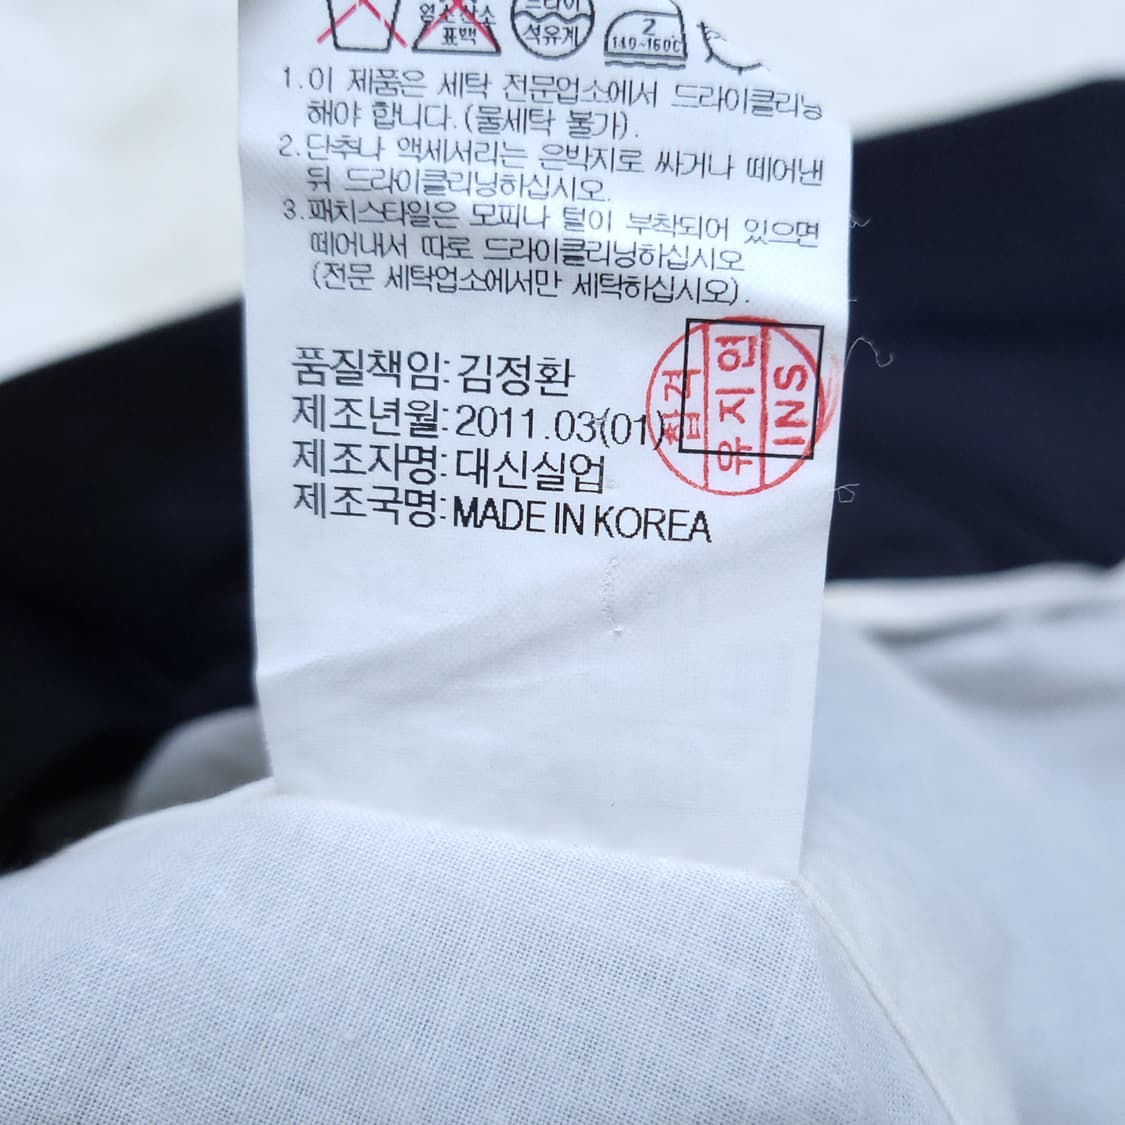 염소산소
표백
드라이
석유계
2
140~160℃
1.이 제품은 세탁 전문업소에서 드라이클리닝
해야 합니다.(물세탁 불가).
2.단추나 액세서리는 은박지로 싸거나 떼어낸
뒤 드라이클리닝하십시오.
3.패치스타일은 모피나 털이 부착되어 있으면
떼어내서 따로 드라이클리닝하십시오
(전문 세탁업소에서만 세탁하십시오).
품질책임:김정환
제조년월:2011.03(01)
제조자명:대신실업
제조국명:MADE IN KOREA
합격
유지연
INS